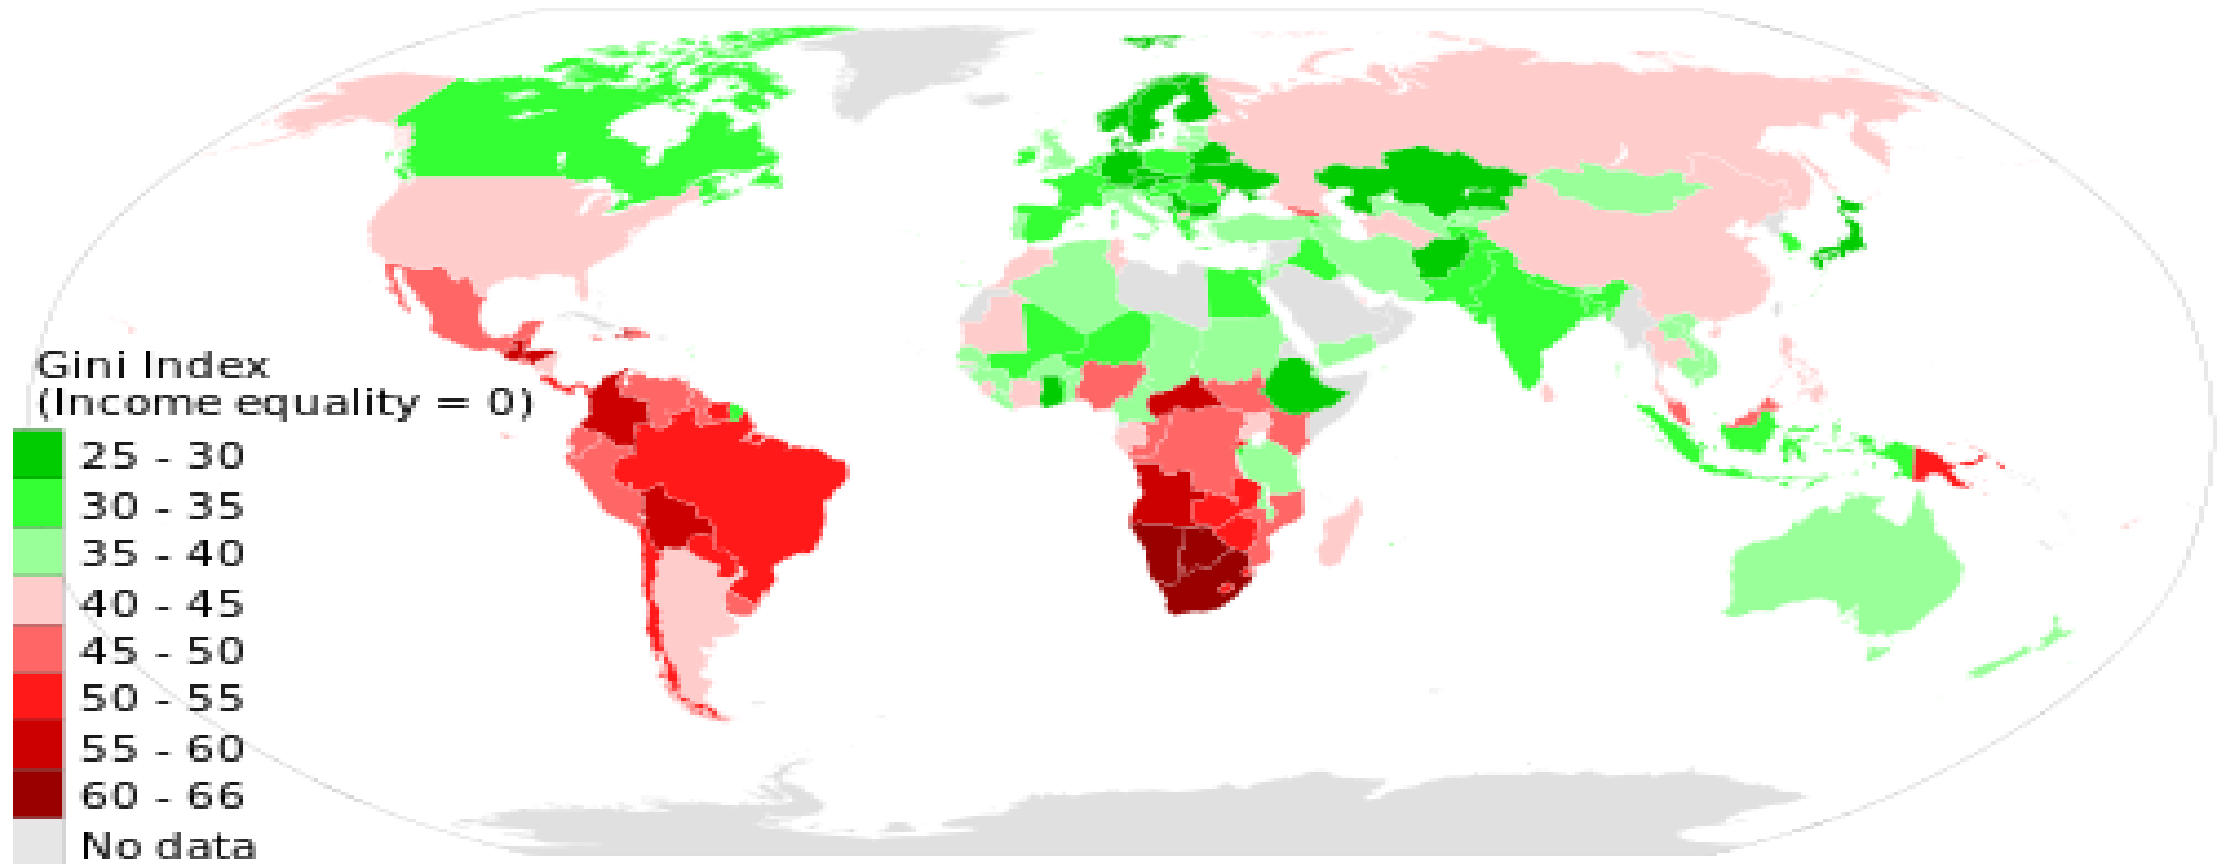 Gini Index
(Income equality = 0)
25 - 30
30 - 35
35 - 40
40 - 45
45 - 50
50 - 55
55 - 60
60 - 66
No data